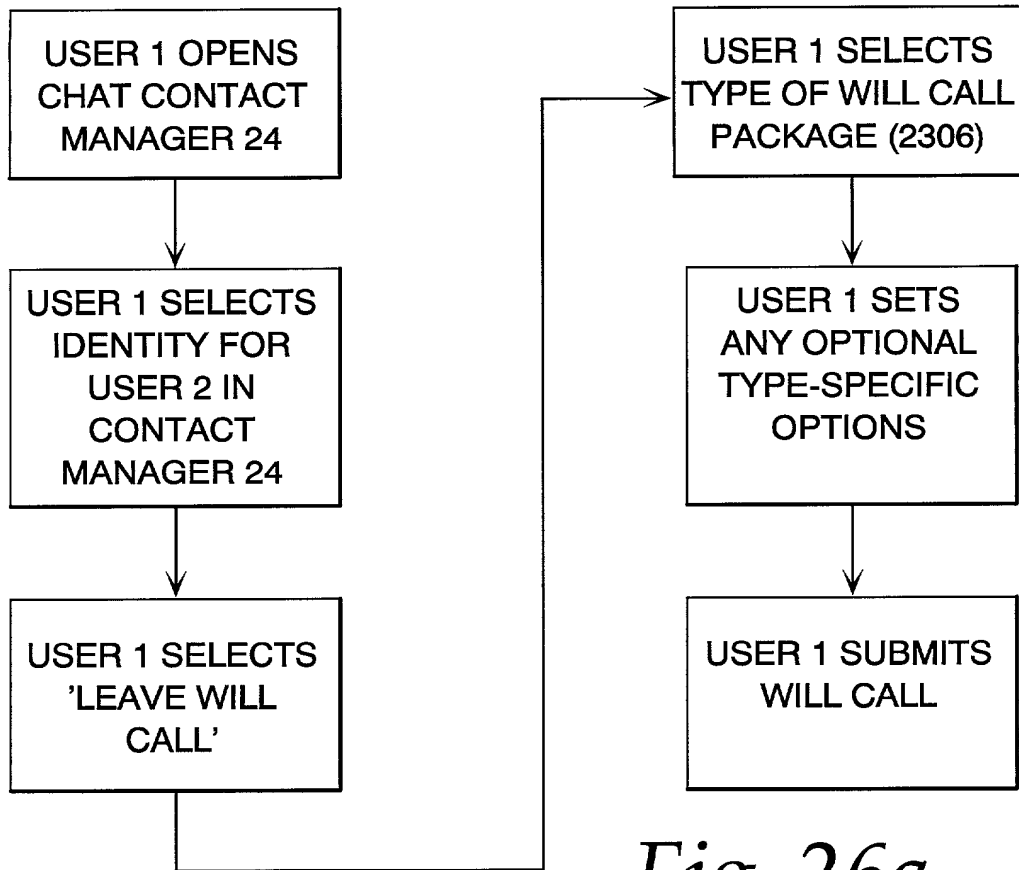 USER 1 OPENS
CHAT CONTACT
MANAGER 24
USER 1 SELECTS
IDENTITY FOR
USER 2 IN
CONTACT
MANAGER 24
USER 1 SELECTS
'LEAVE WILL
CALL'
USER 1 SELECTS
TYPE OF WILL CALL
PACKAGE (2306)
USER 1 SETS
ANY OPTIONAL
TYPE-SPECIFIC
OPTIONS
USER 1 SUBMITS
WILL CALL
Fig. 26a